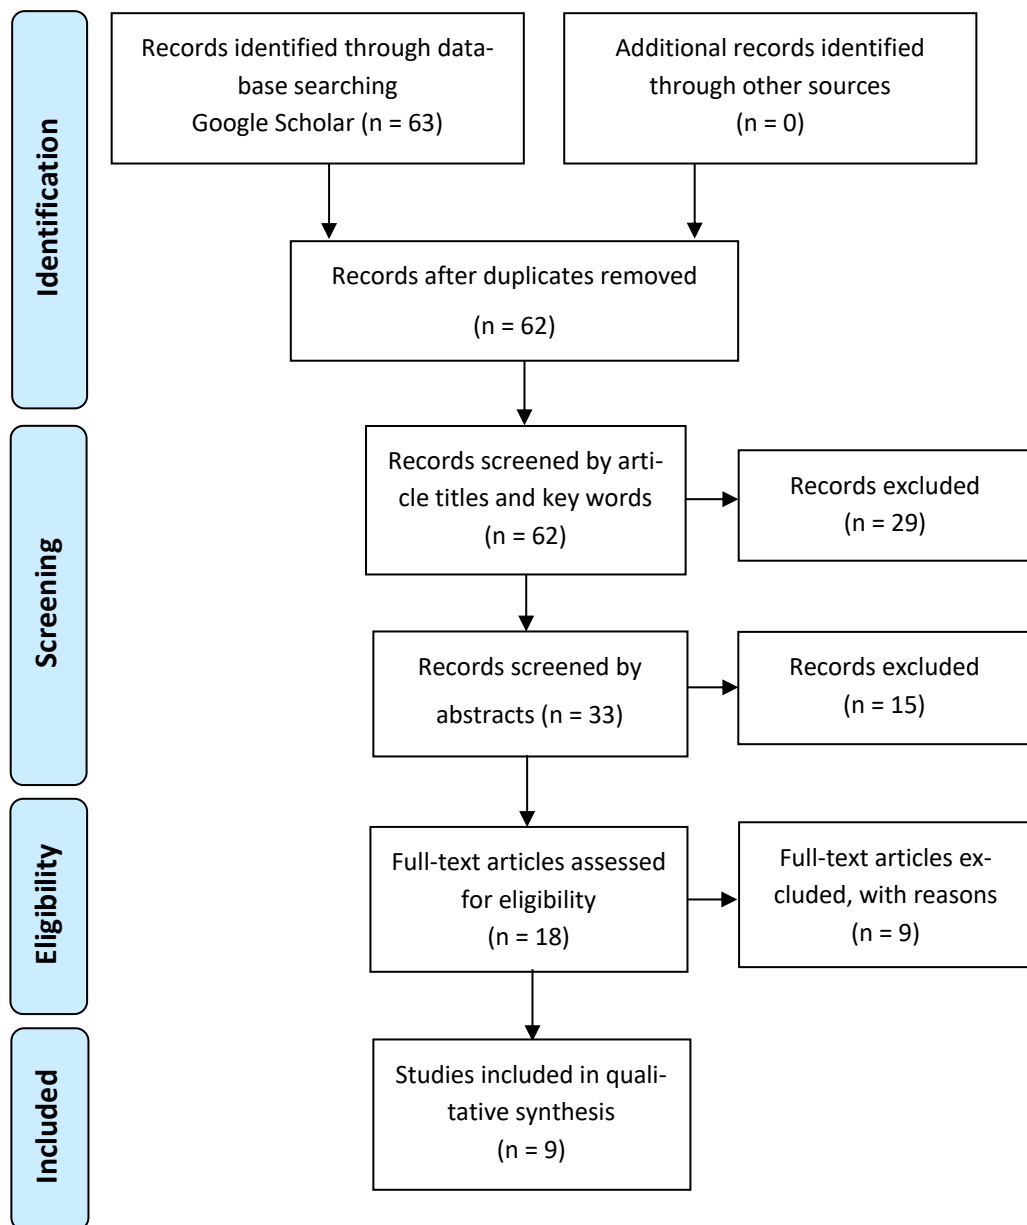 Identification
Records identified through data-
base searching
Google Scholar (n = 63)
Additional records identified
through other sources
(n = 0)
Records after duplicates removed
(n = 62)
Screening
Records screened by arti-
cle titles and key words
(n = 62)
Records excluded
(n = 29)
Records screened by
abstracts (n = 33)
Records excluded
(n = 15)
Eligibility
Full-text articles assessed
for eligibility
(n = 18)
Full-text articles ex-
cluded, with reasons
(n = 9)
Included
Studies included in quali-
tative synthesis
(n = 9)